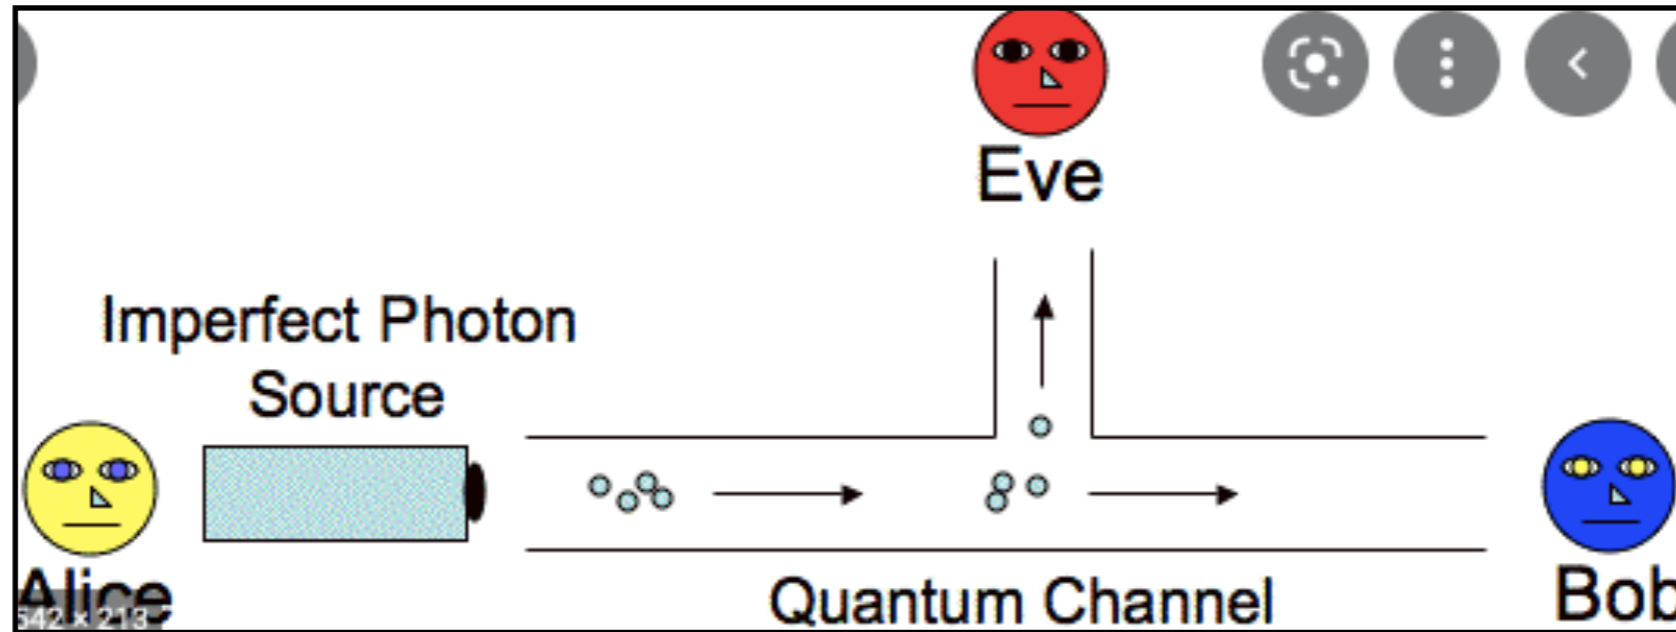 Eve
Imperfect Photon
Source
Alice
542 × 213
Quantum Channel
Bob